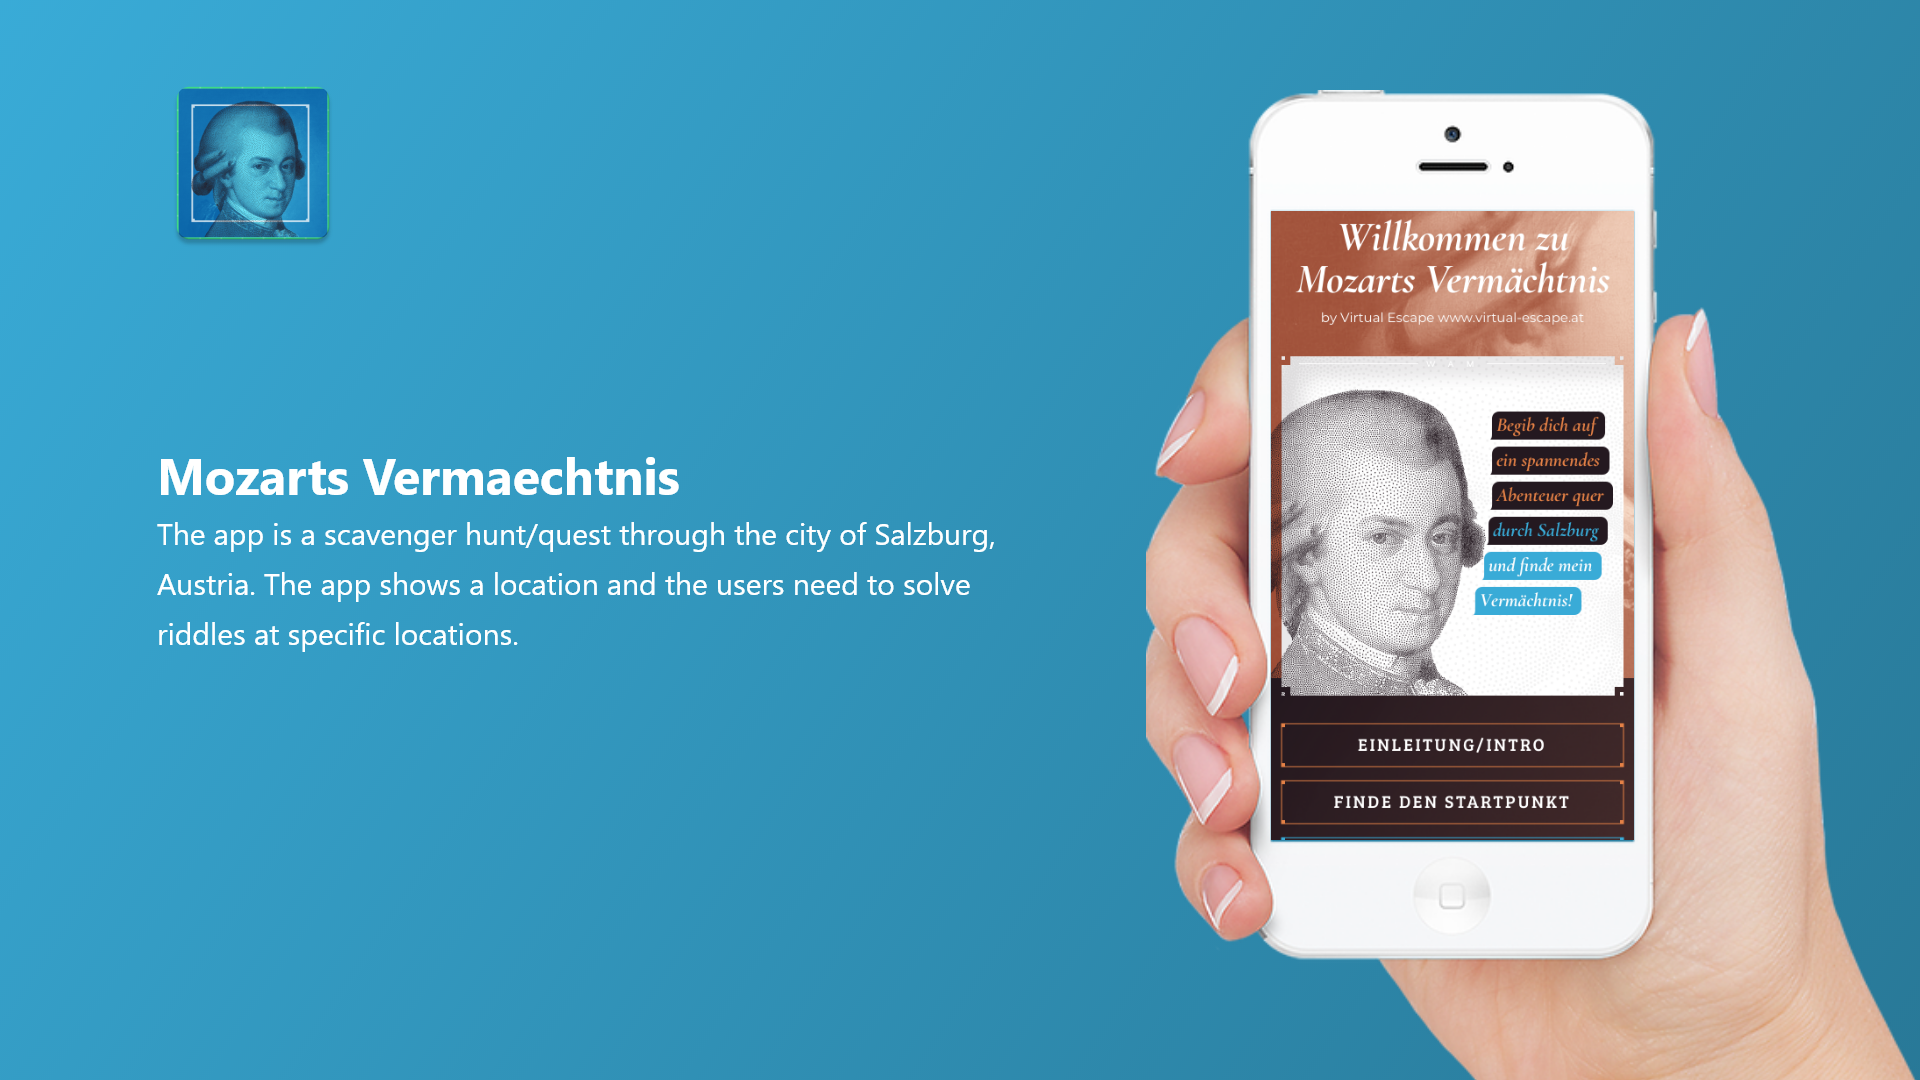 Mozarts Vermaechtnis
The app is a scavenger hunt/quest through the city of Salzburg,
Austria. The app shows a location and the users need to solve
riddles at specific locations.
Willkommen zu
Mozarts Vermächtnis
by Virtual Escape www.virtual-escape.at
W A M
Begib dich auf
ein spannendes
Abenteuer quer
durch Salzburg
und finde mein
Vermächtnis!
EINLEITUNG/INTRO
FINDE DEN STARTPUNKT